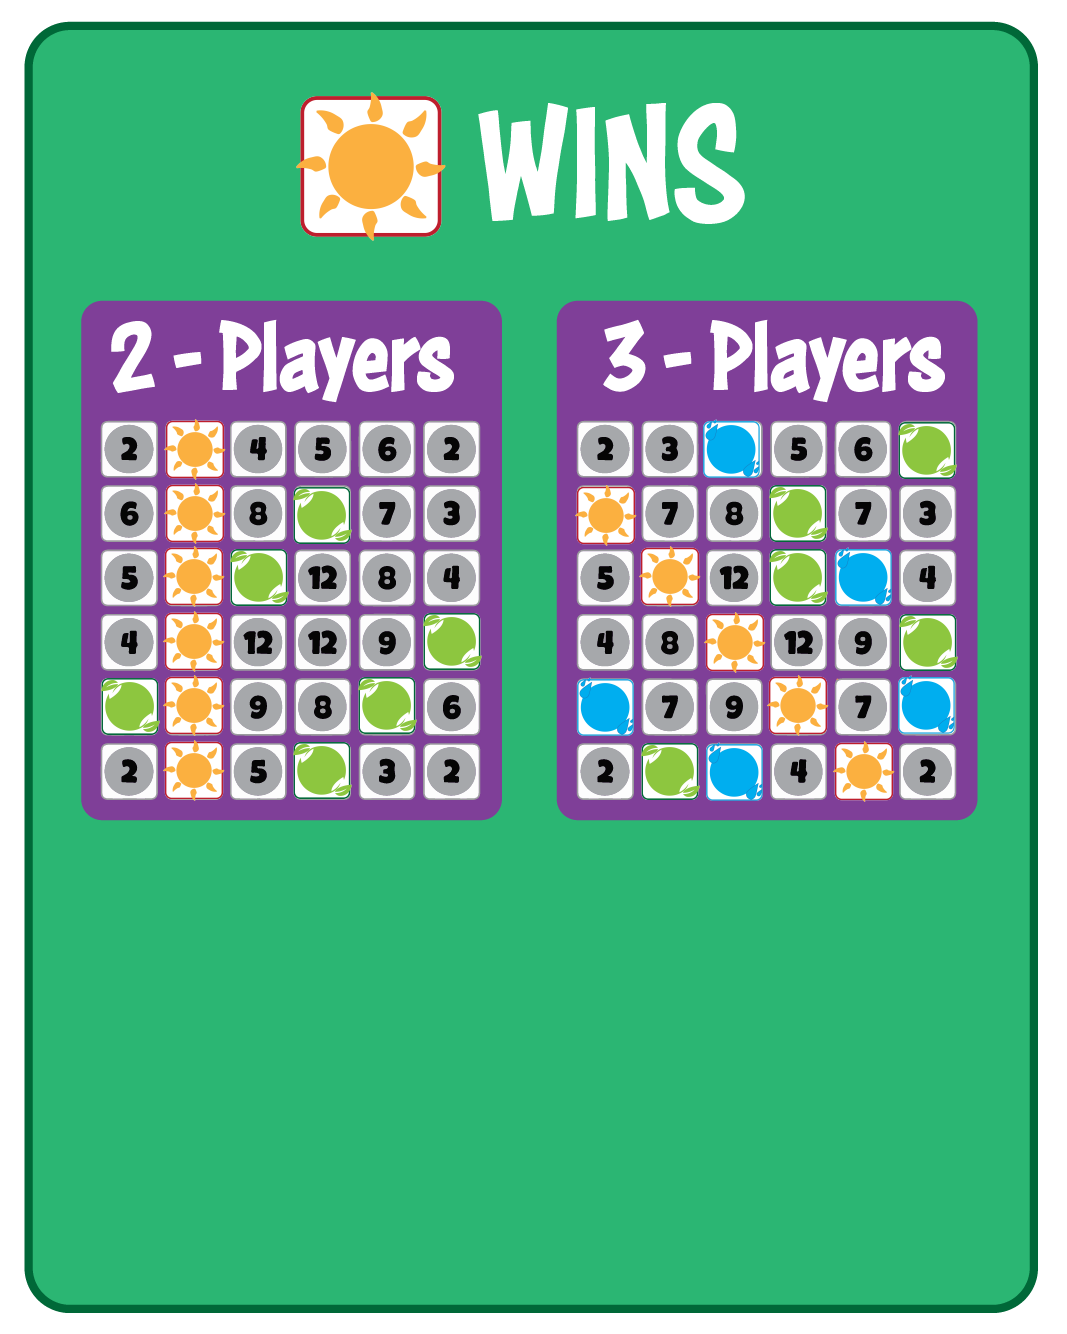 WINS
2 - Players
2 4 5 6 2
6 8 7 3
5 12 8 4
4 12 12 9
9 8 6
2 5 3 2
3 - Players
2 3 5 6
7 8 7 3
5 12 4
4 8 12 9
7 9 7
2 4 2